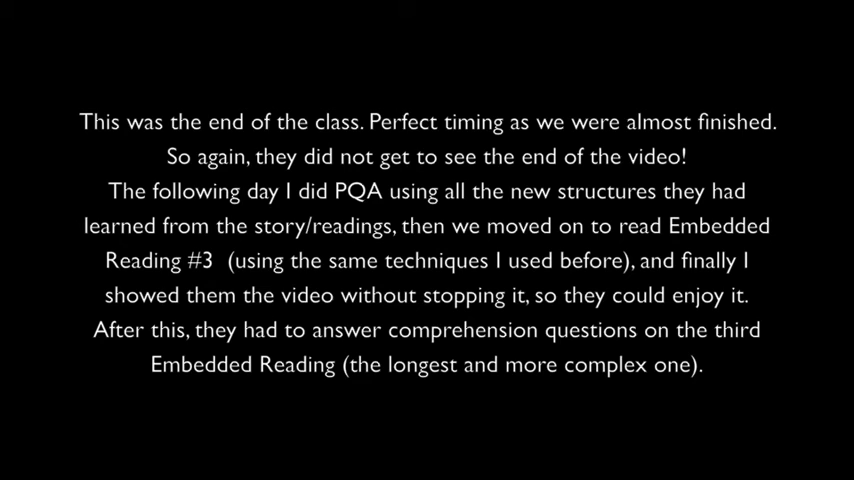 This was the end of the class. Perfect timing as we were almost finished.
So again, they did not get to see the end of the video!
The following day I did PQA using all the new structures they had
learned from the story/readings, then we moved on to read Embedded
Reading #3  (using the same techniques I used before), and finally I
showed them the video without stopping it, so they could enjoy it.
After this, they had to answer comprehension questions on the third
Embedded Reading (the longest and more complex one).